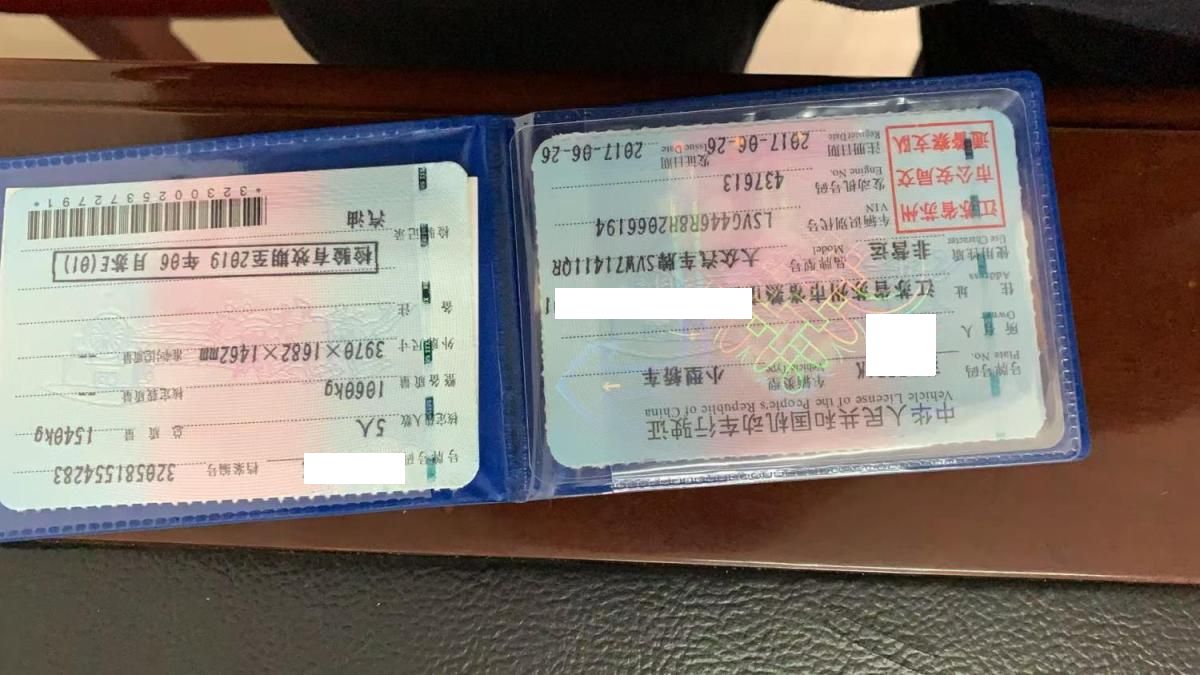 中华人民共和国机动车行驶证
Vehicle License of the People's Republic of China
号牌号码 车辆类型 小型轿车
Plate No. Vehicle Type
所有人
Owner
住 址 江苏省苏州市常熟市
Address
使用性质 非营运 品牌型号 大众汽车牌SVW71411QR
Use Character Model
江苏省苏州
市公安局交
通警察支队
车辆识别代号 LSVG446R8H2066194
VIN
发动机号码 437613
Engine No.
注册日期 2017-06-26 发证日期 2017-06-26
Register Date Issue Date
号牌号码 档案编号 320581554283
核定载人数 5人 总质量 1540kg
整备质量 1060kg 核定载质量 --
外廓尺寸 3970×1682×1462mm 准牵引总质量 --
备 注
检验有效期至2019 年06 月苏E(01)
检验记录 汽油
*3230025372791*